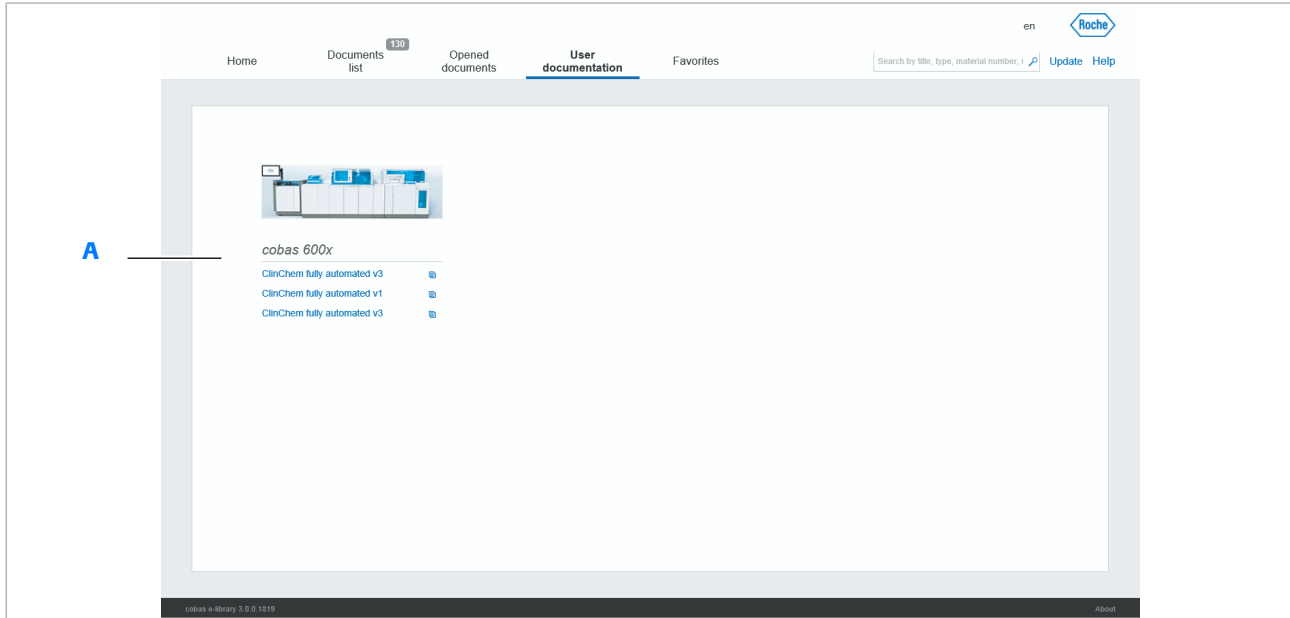 en
Roche
Home
Documents list
130
Opened documents
User documentation
Favorites
Search by title, type, material number,
Update
Help
A
cobas 600x
ClinChem fully automated v3
ClinChem fully automated v1
ClinChem fully automated v3
cobas e-library 3.0.0.1819
About